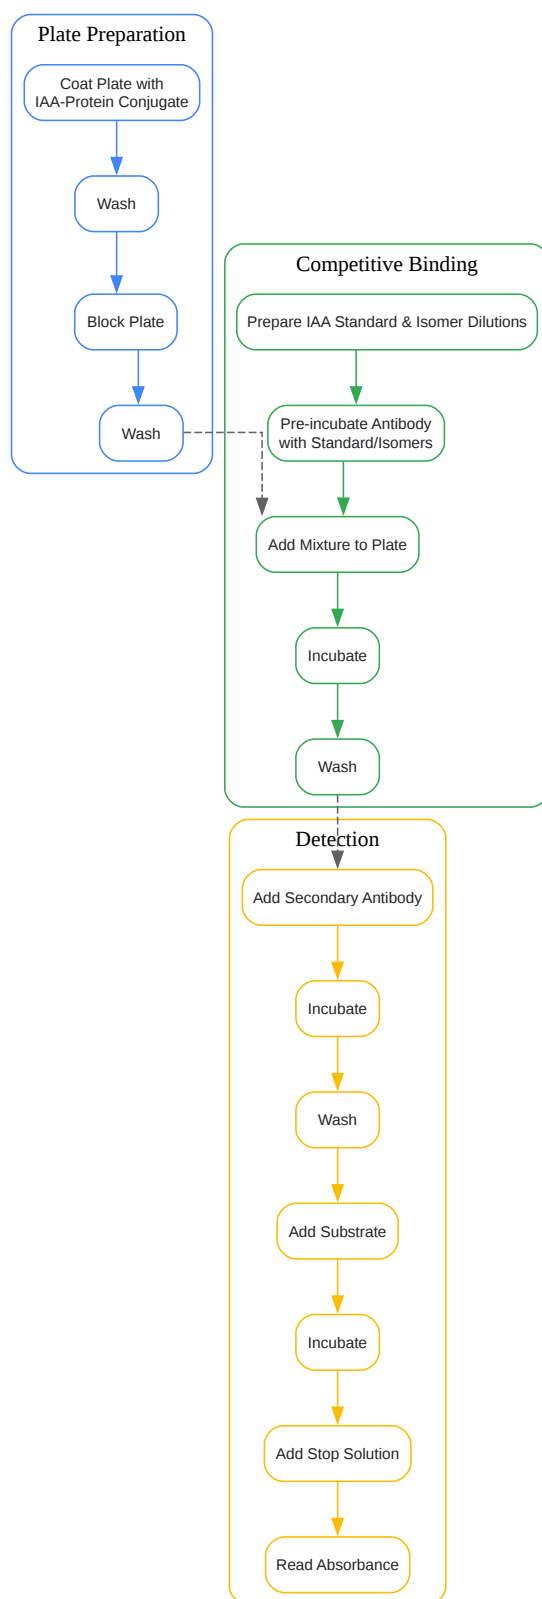 Plate Preparation
Coat Plate with
IAA-Protein Conjugate
Wash
Block Plate
Wash
Competitive Binding
Prepare IAA Standard & Isomer Dilutions
Pre-incubate Antibody
with Standard/Isomers
Add Mixture to Plate
Incubate
Wash
Detection
Add Secondary Antibody
Incubate
Wash
Add Substrate
Incubate
Add Stop Solution
Read Absorbance